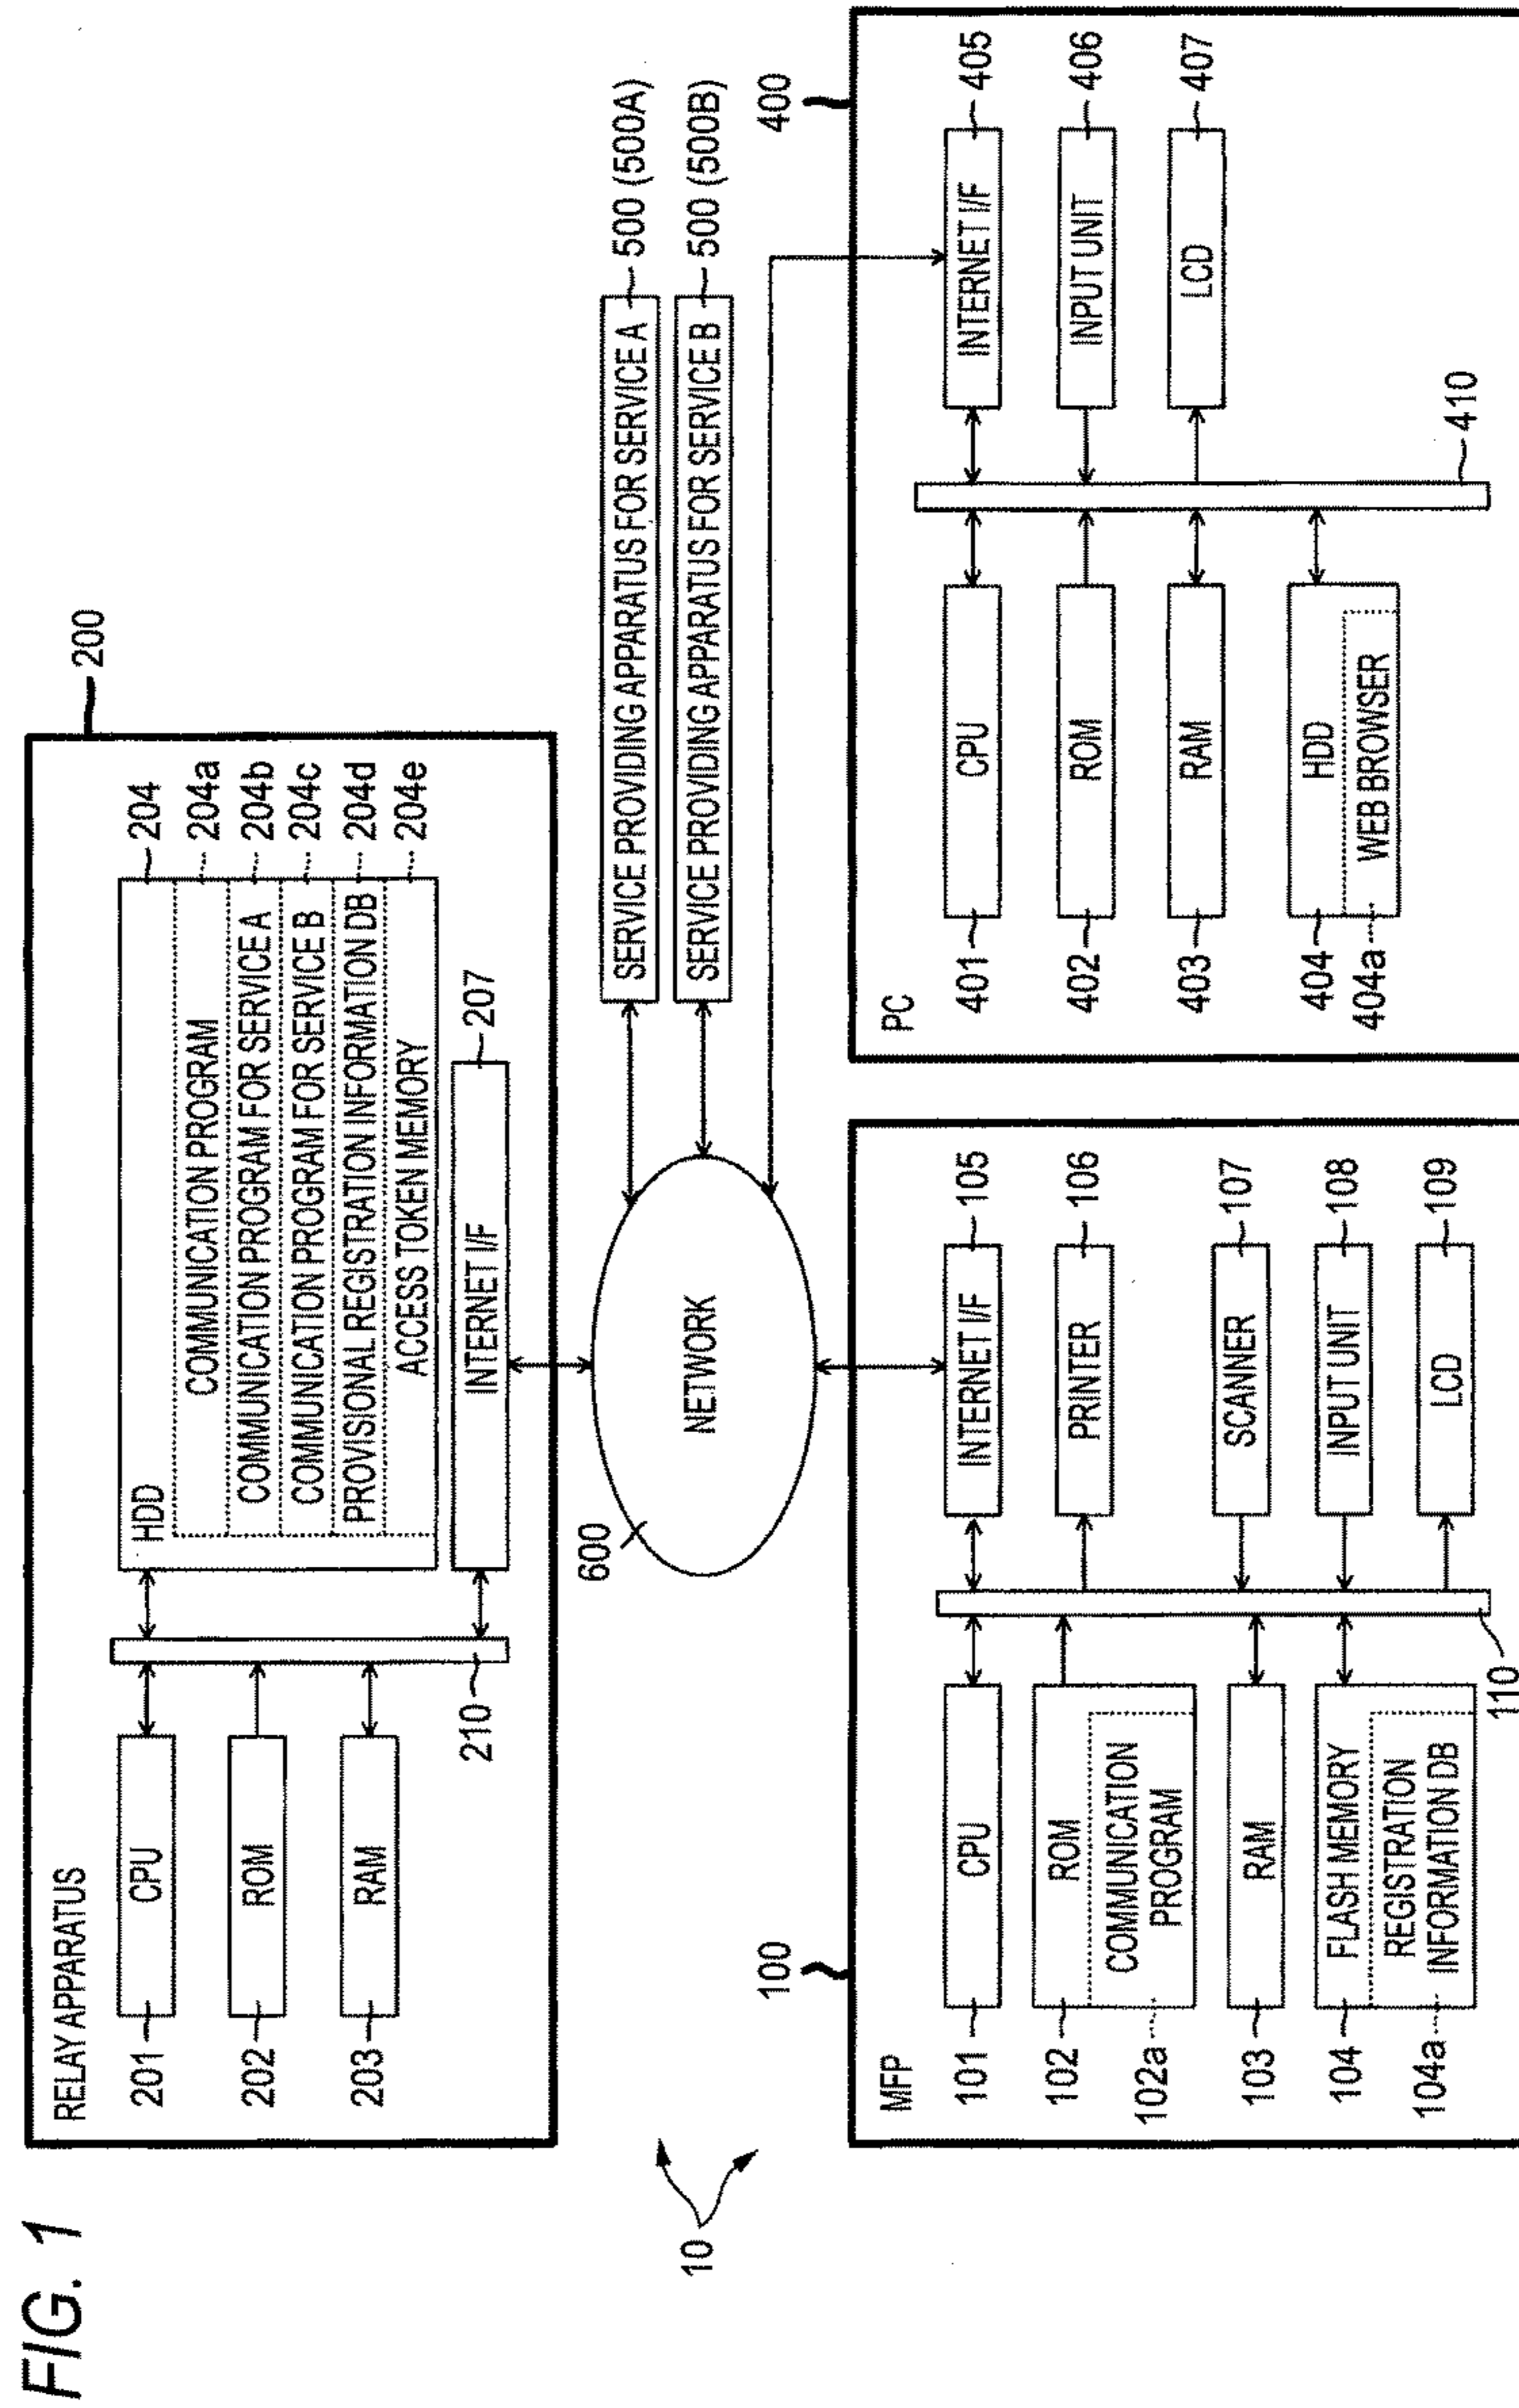 FIG. 1
RELAY APPARATUS
200
201
CPU
202
ROM
203
RAM
210
HDD
204
COMMUNICATION PROGRAM
204a
COMMUNICATION PROGRAM FOR SERVICE A
204b
COMMUNICATION PROGRAM FOR SERVICE B
204c
PROVISIONAL REGISTRATION INFORMATION DB
204d
ACCESS TOKEN MEMORY
204e
INTERNET I/F
207
10
600
NETWORK
SERVICE PROVIDING APPARATUS FOR SERVICE A
500 (500A)
SERVICE PROVIDING APPARATUS FOR SERVICE B
500 (500B)
100
MFP
101
CPU
102
ROM
102a
COMMUNICATION
PROGRAM
103
RAM
104
FLASH MEMORY
104a
REGISTRATION
INFORMATION DB
110
INTERNET I/F
105
PRINTER
106
SCANNER
107
INPUT UNIT
108
LCD
109
400
PC
401
CPU
402
ROM
403
RAM
404
HDD
404a
WEB BROWSER
410
INTERNET I/F
405
INPUT UNIT
406
LCD
407